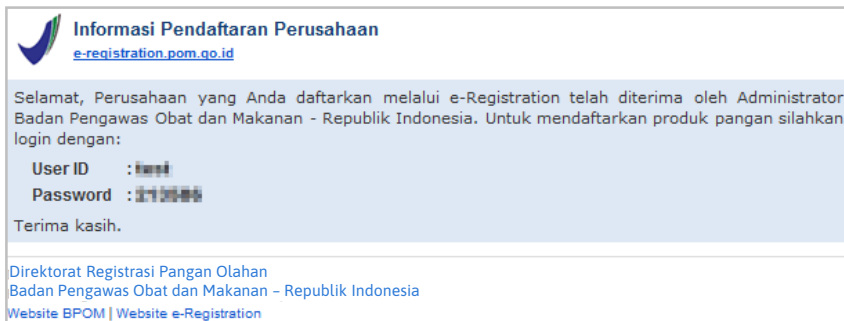 Informasi Pendaftaran Perusahaan
e-registration.pom.go.id
Selamat, Perusahaan yang Anda daftarkan melalui e-Registration telah diterima oleh Administrator
Badan Pengawas Obat dan Makanan - Republik Indonesia. Untuk mendaftarkan produk pangan silahkan
login dengan:
User ID :
Password :
Terima kasih.
Direktorat Registrasi Pangan Olahan
Badan Pengawas Obat dan Makanan – Republik Indonesia
Website BPOM | Website e-Registration